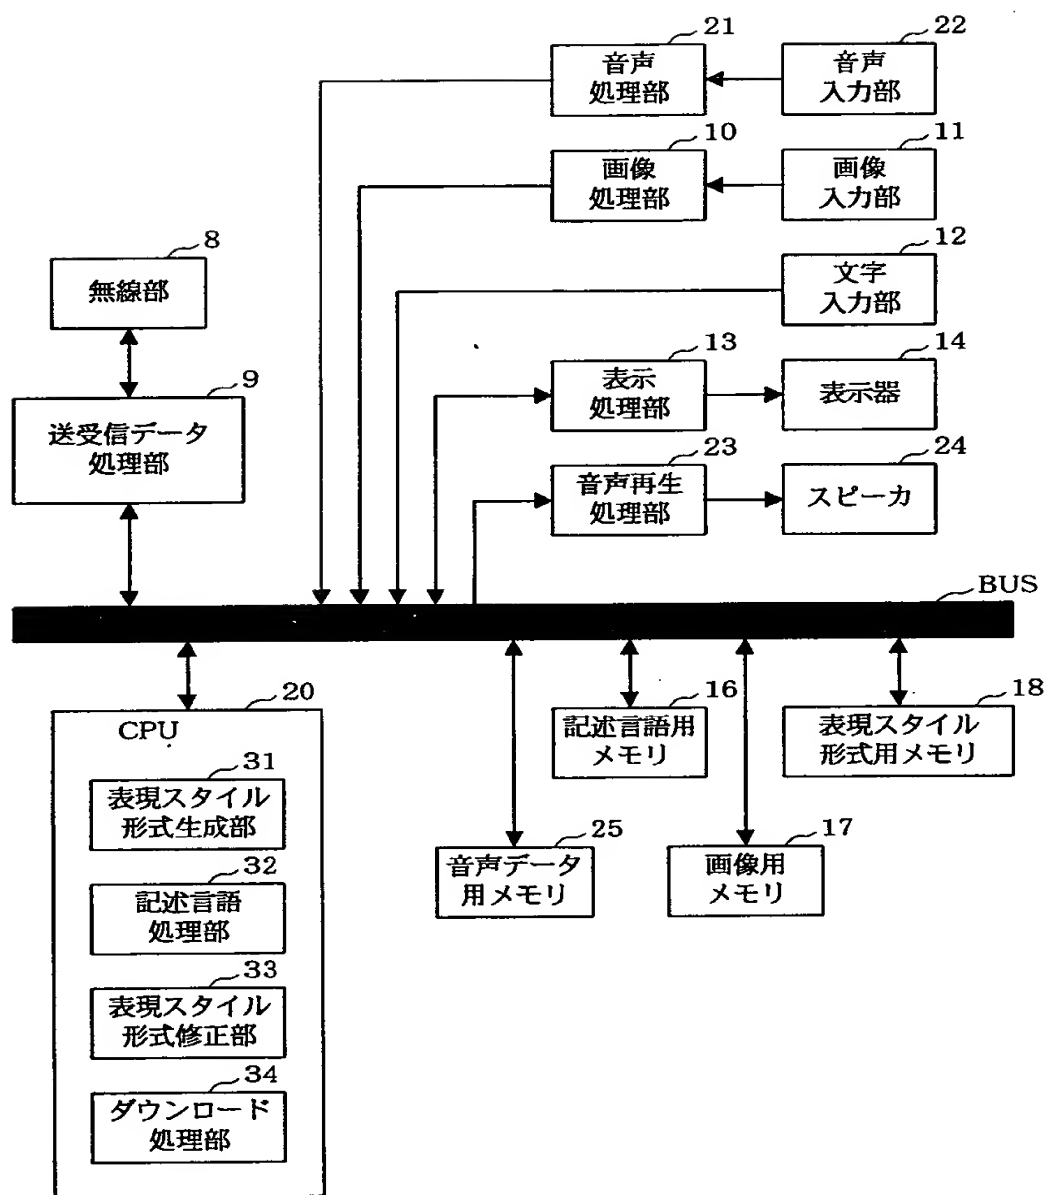 21
音声
処理部
22
音声
入力部
10
画像
処理部
11
画像
入力部
8
無線部
12
文字
入力部
9
送受信データ
処理部
13
表示
処理部
14
表示器
23
音声再生
処理部
24
スピーカ
BUS
20
CPU
31
表現スタイル
形式生成部
32
記述言語
処理部
33
表現スタイル
形式修正部
34
ダウンロード
処理部
16
記述言語用
メモリ
18
表現スタイル
形式用メモリ
25
音声データ
用メモリ
17
画像用
メモリ